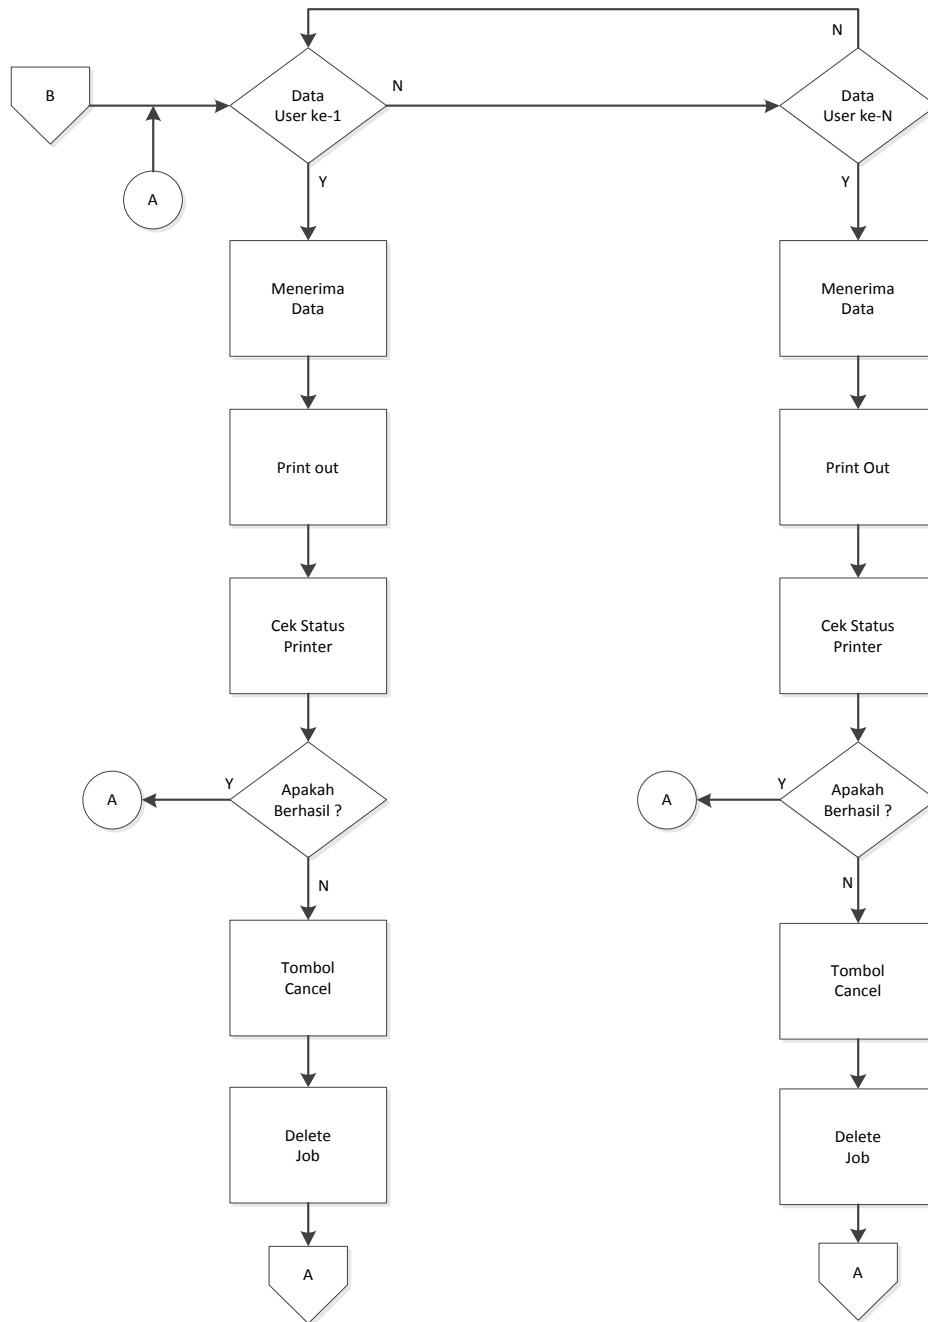 N
B
Data
User ke-1
N
Data
User ke-N
A
Y
Y
Menerima
Data
Menerima
Data
Print out
Print Out
Cek Status
Printer
Cek Status
Printer
A
Y
Apakah
Berhasil ?
A
Y
Apakah
Berhasil ?
N
N
Tombol
Cancel
Tombol
Cancel
Delete
Job
Delete
Job
A
A